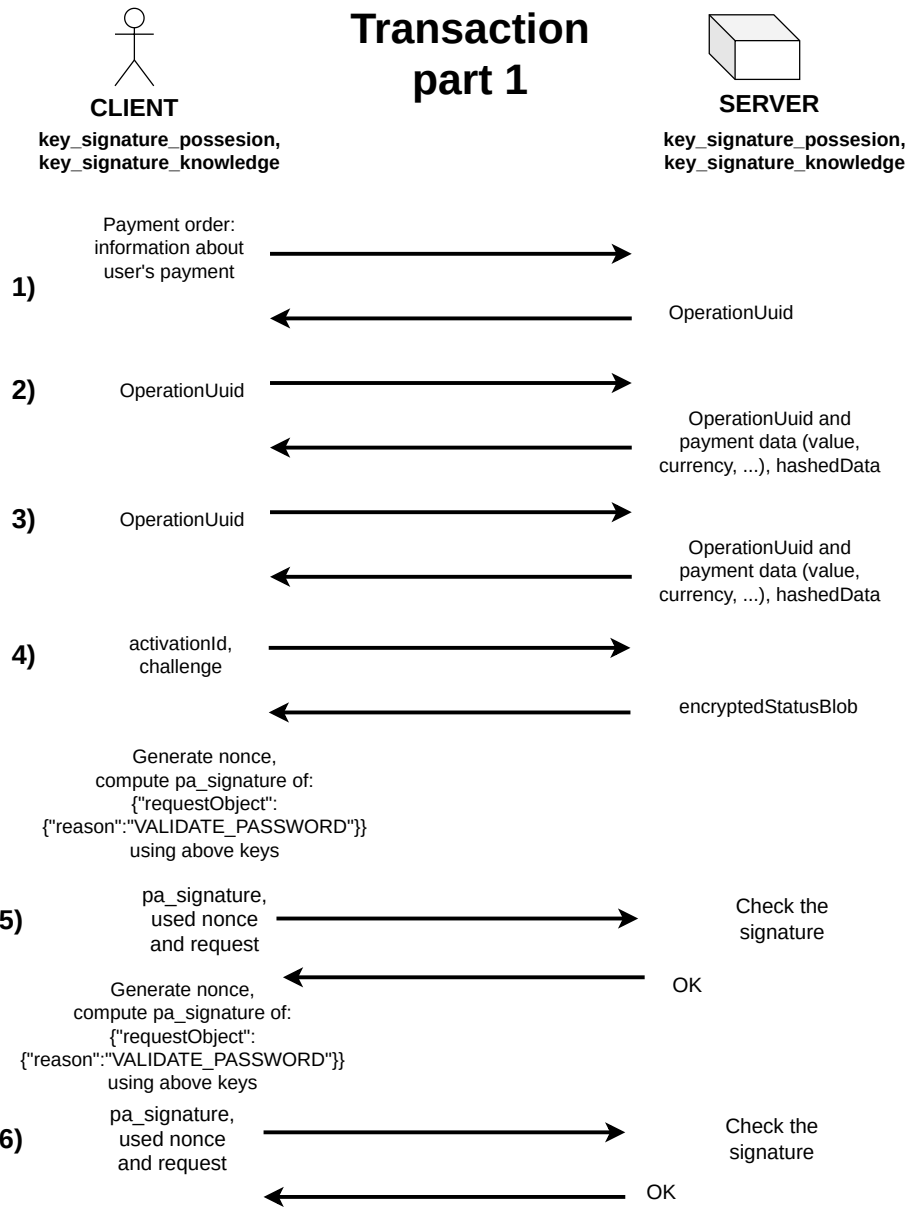 Transaction
part 1
CLIENT
key_signature_possesion,
key_signature_knowledge
SERVER
key_signature_possesion,
key_signature_knowledge
1)
Payment order:
information about
user's payment
OperationUuid
2)
OperationUuid
OperationUuid and
payment data (value,
currency, ...), hashedData
3)
OperationUuid
OperationUuid and
payment data (value,
currency, ...), hashedData
4)
activationId,
challenge
encryptedStatusBlob
Generate nonce,
compute pa_signature of:
{"requestObject":
{"reason":"VALIDATE_PASSWORD"}}
using above keys
5)
pa_signature,
used nonce
and request
Check the
signature
OK
Generate nonce,
compute pa_signature of:
{"requestObject":
{"reason":"VALIDATE_PASSWORD"}}
using above keys
6)
pa_signature,
used nonce
and request
Check the
signature
OK